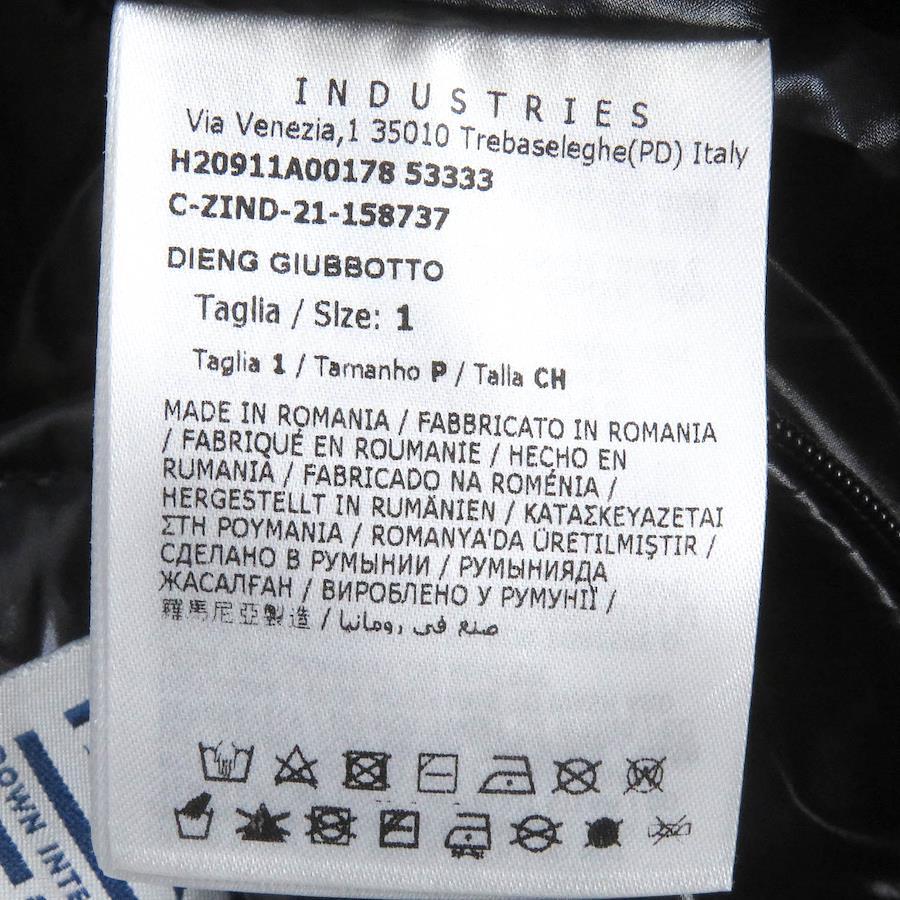 INDUSTRIES
Via Venezia,1 35010 Trebaseleghe(PD) Italy
H20911A00178 53333
C-ZIND-21-158737
DIENG GIUBBOTTO
Taglia / SIze: 1
Taglia 1 / Tamanho P / Talla CH
MADE IN ROMANIA / FABBRICATO IN ROMANIA
/ FABRIQUÉ EN ROUMANIE / HECHO EN
RUMANIA / FABRICADO NA ROMÉNIA /
HERGESTELLT IN RUMÄNIEN / ΚΑΤΑΣΚΕΥΑΖΕΤΑΙ
ΣΤΗ ΡΟΥΜΑΝΙΑ / ROMANYA'DA ÜRETILMIŞTIR /
СДЕЛАНО В РУМЫНИИ / РУМЫНИЯДА
ЖАСАЛҒАН / ВИРОБЛЕНО У РУМУНІЇ /
羅馬尼亞製造 / صنع في رومانيا
DOWN INTE